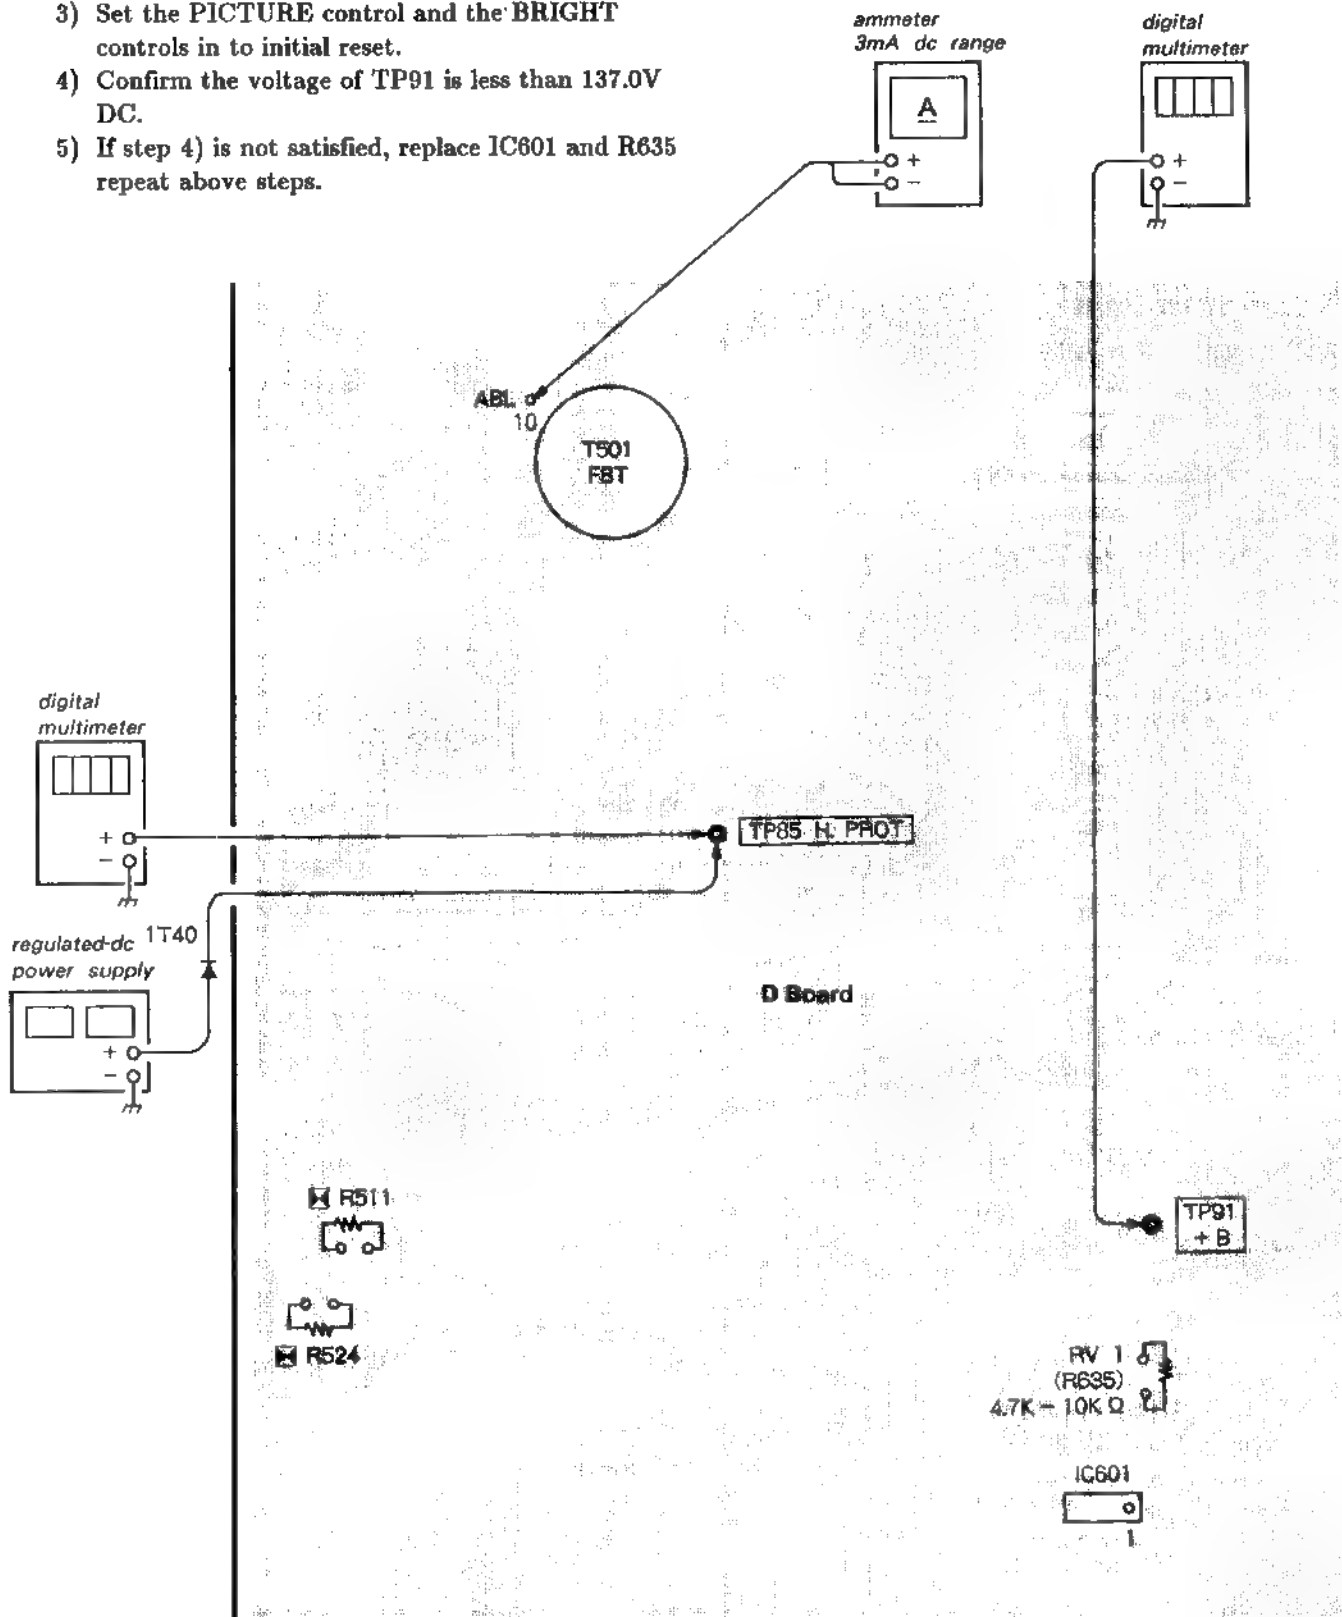 3) Set the PICTURE control and the BRIGHT
controls in to initial reset.
4) Confirm the voltage of TP91 is less than 137.0V
DC.
5) If step 4) is not satisfied, replace IC601 and R635
repeat above steps.
ammeter
3mA dc range
A
+
-
digital
multimeter
+
-
ABL
10
T501
FBT
digital
multimeter
+
-
TP85 H. PROT
1T40
regulated-dc
power supply
+
-
D Board
R511
R524
TP91
+ B
RV 1
(R635)
4.7K - 10K Ω
IC601
1